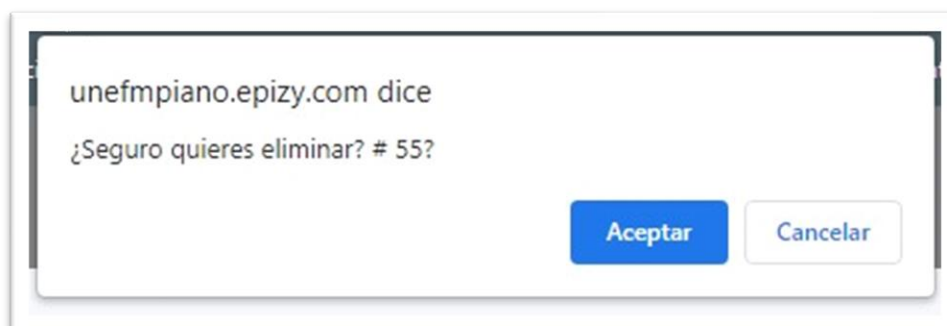 unefmpiano.epizy.com dice
¿Seguro quieres eliminar? # 55?
Aceptar
Cancelar